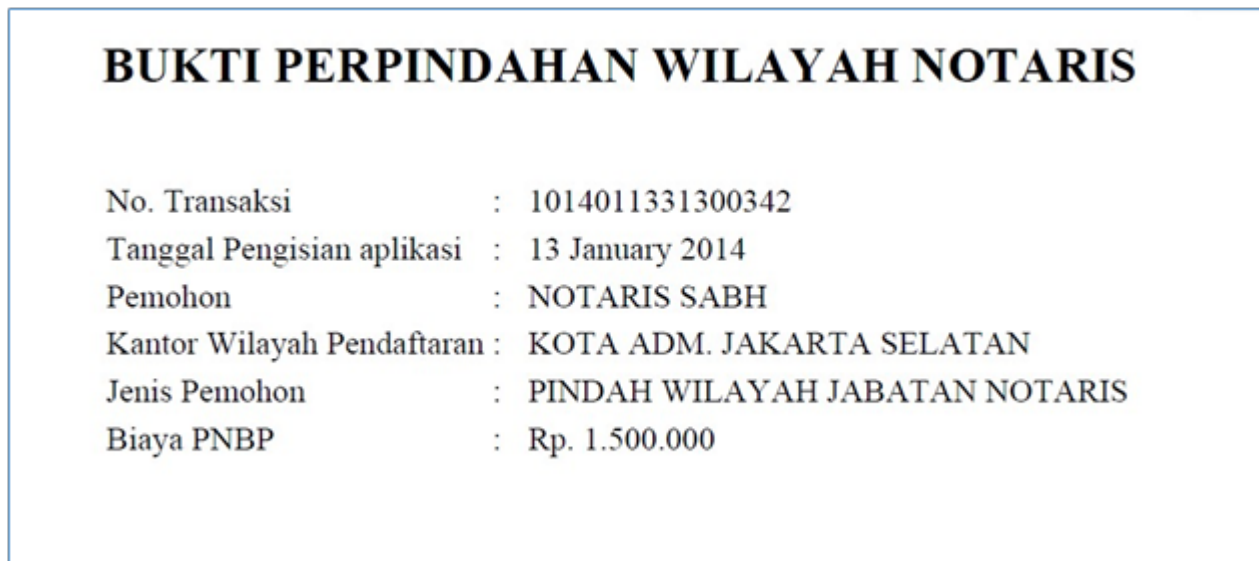 BUKTI PERPINDAHAN WILAYAH NOTARIS
No. Transaksi : 1014011331300342
Tanggal Pengisian aplikasi : 13 January 2014
Pemohon : NOTARIS SABH
Kantor Wilayah Pendaftaran : KOTA ADM. JAKARTA SELATAN
Jenis Pemohon : PINDAH WILAYAH JABATAN NOTARIS
Biaya PNBP : Rp. 1.500.000